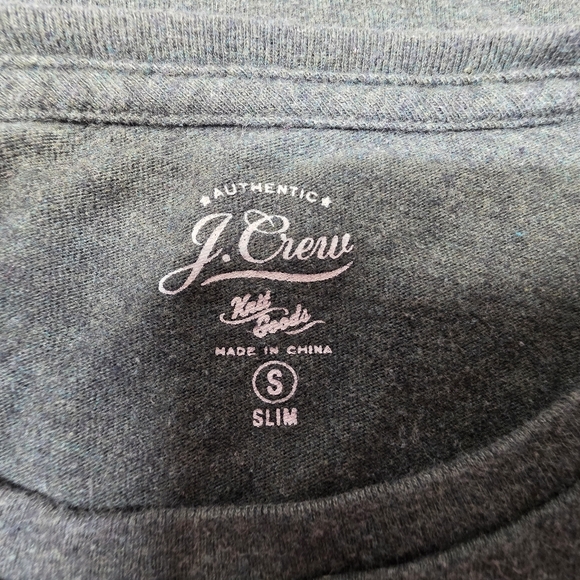 ★AUTHENTIC★
J.Crew
Knit
Goods
MADE IN CHINA
S
SLIM